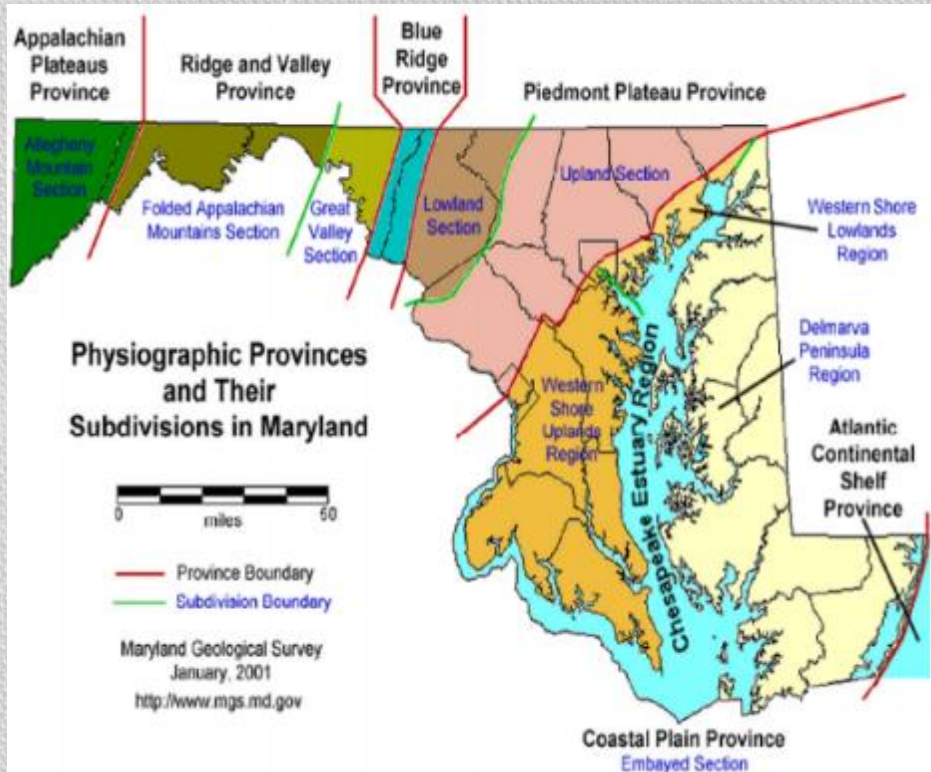 Appalachian
Plateaus
Province
Ridge and Valley
Province
Blue
Ridge
Province
Piedmont Plateau Province
Allegheny
Mountain
Section
Folded Appalachian
Mountains Section
Great
Valley
Section
Lowland
Section
Upland Section
Western Shore
Lowlands
Region
Delmarva
Peninsula
Region
Atlantic
Continental
Shelf
Province
Western
Shore
Uplands
Region
Chesapeake Estuary Region
Physiographic Provinces
and Their
Subdivisions in Maryland
0 50
miles
Province Boundary
Subdivision Boundary
Maryland Geological Survey
January, 2001
http://www.mgs.md.gov
Coastal Plain Province
Embayed Section